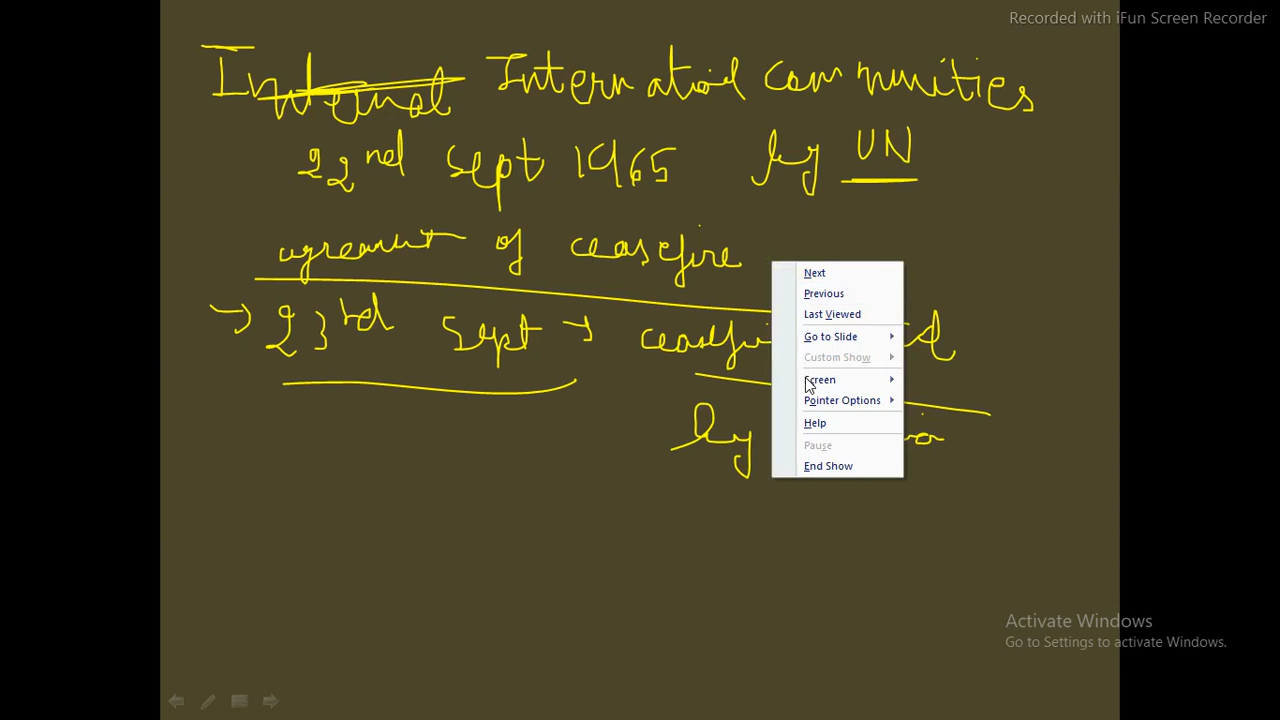 Recorded with iFun Screen Recorder
Internal International communities
22nd sept 1965 by UN
agreement of ceasefire
→ 23rd sept → ceasefi
by
Next
Previous
Last Viewed
Go to Slide
Custom Show
Screen
Pointer Options
Help
Pause
End Show
Activate Windows
Go to Settings to activate Windows.